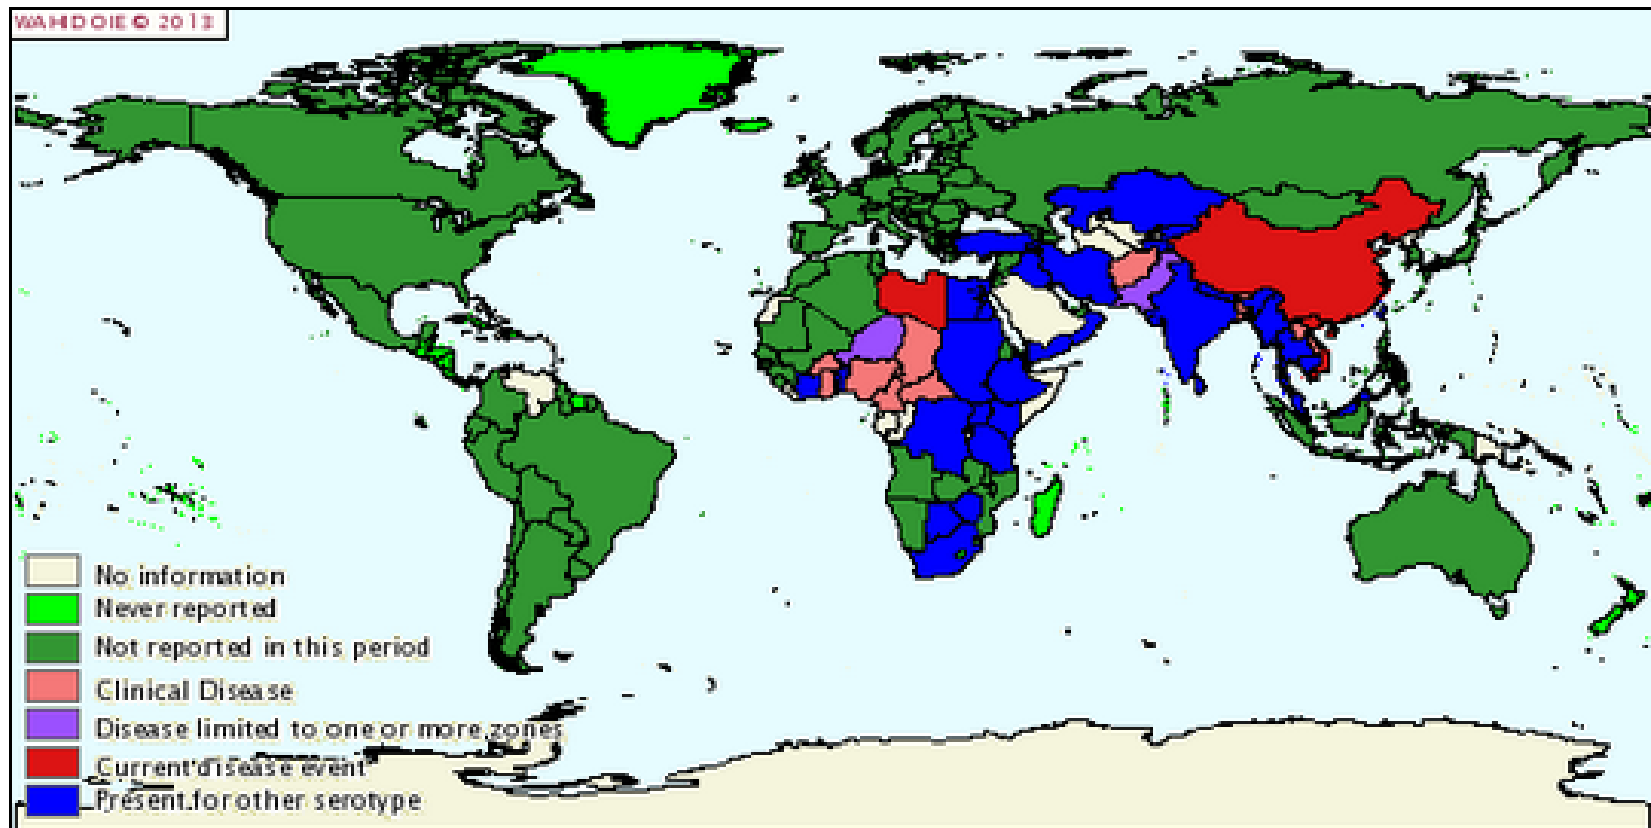 WAHID OIE © 2013
No information
Never reported
Not reported in this period
Clinical Disease
Disease limited to one or more zones
Current disease event
Present for other serotype